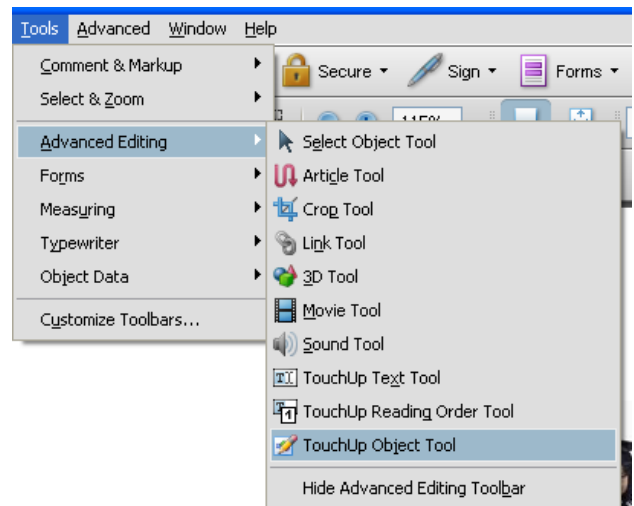 Tools Advanced Window Help
Comment & Markup
Secure Sign Forms
Select & Zoom
115%
Advanced Editing
Select Object Tool
Forms
Article Tool
Measuring
Crop Tool
Typewriter
Link Tool
Object Data
3D Tool
Customize Toolbars...
Movie Tool
Sound Tool
TouchUp Text Tool
TouchUp Reading Order Tool
TouchUp Object Tool
Hide Advanced Editing Toolbar